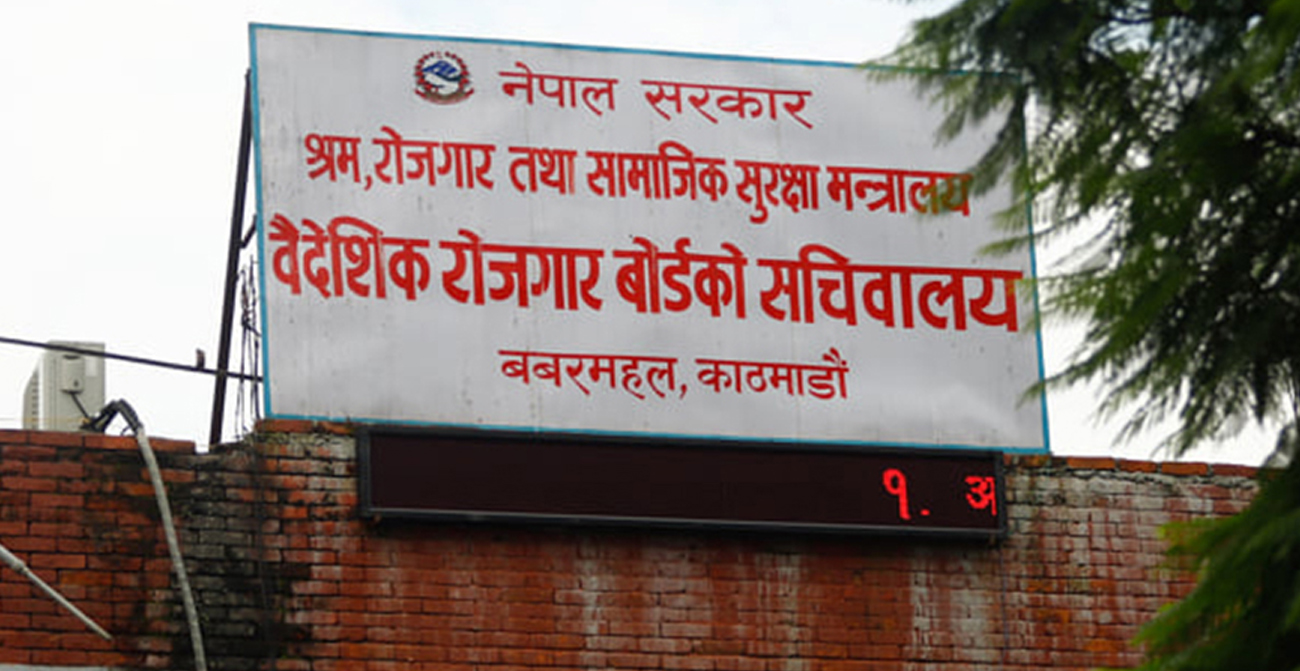 नेपाल सरकार
श्रम,रोजगार तथा सामाजिक सुरक्षा मन्त्रालय
वैदेशिक रोजगार बोर्डको सचिवालय
बबरमहल, काठमाडौं
१. अ